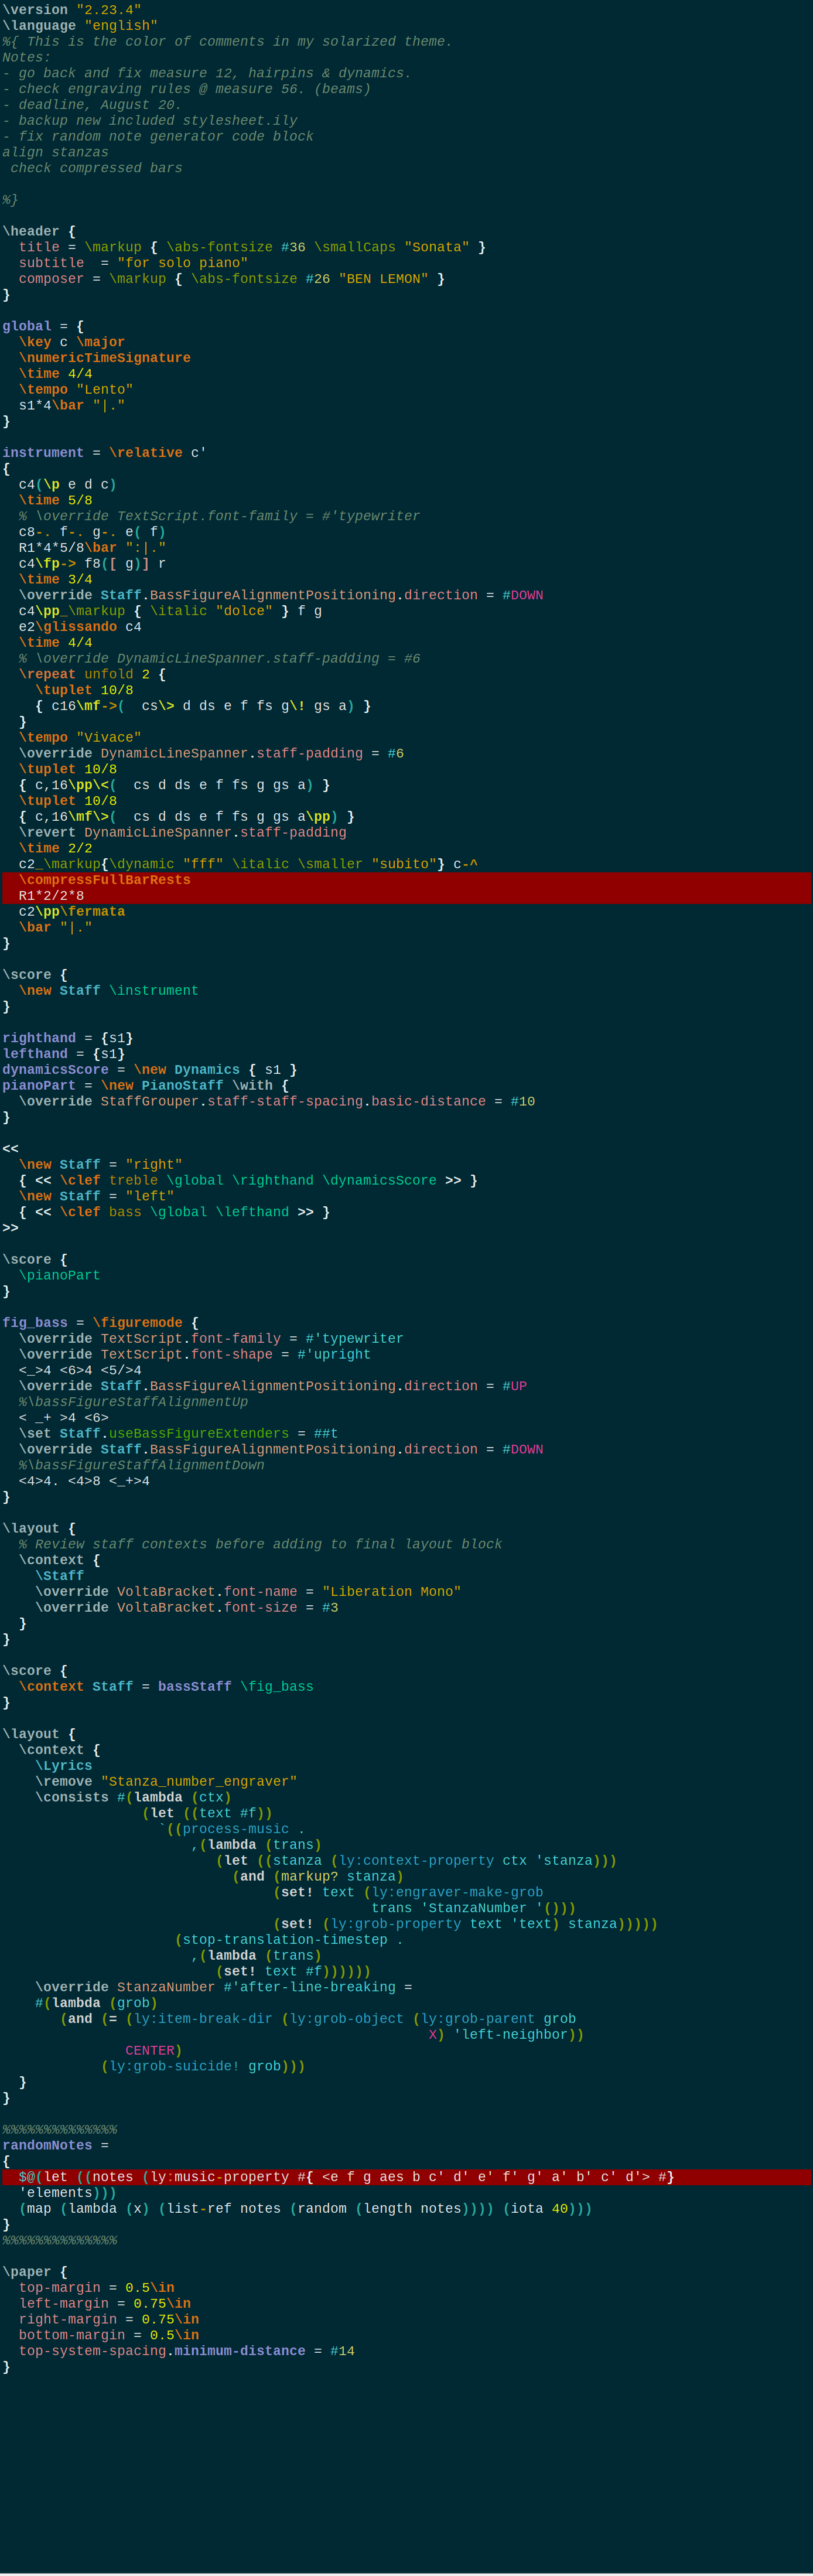 \version "2.23.4"
\language "english"
%{ This is the color of comments in my solarized theme.
Notes:
- go back and fix measure 12, hairpins & dynamics.
- check engraving rules @ measure 56. (beams)
- deadline, August 20.
- backup new included stylesheet.ily
- fix random note generator code block
align stanzas
 check compressed bars

%}

\header {
  title = \markup { \abs-fontsize #36 \smallCaps "Sonata" }
  subtitle  = "for solo piano"
  composer = \markup { \abs-fontsize #26 "BEN LEMON" }
}

global = {
  \key c \major
  \numericTimeSignature
  \time 4/4
  \tempo "Lento"
  s1*4\bar "|."
}

instrument = \relative c'
{
  c4(\p e d c)
  \time 5/8
  % \override TextScript.font-family = #'typewriter
  c8-. f-. g-. e( f)
  R1*4*5/8\bar ":|."
  c4\fp-> f8([ g)] r
  \time 3/4
  \override Staff.BassFigureAlignmentPositioning.direction = #DOWN
  c4\pp_\markup { \italic "dolce" } f g
  e2\glissando c4
  \time 4/4
  % \override DynamicLineSpanner.staff-padding = #6
  \repeat unfold 2 {
    \tuplet 10/8
    { c16\mf->(  cs\> d ds e f fs g\! gs a) }
  }
  \tempo "Vivace"
  \override DynamicLineSpanner.staff-padding = #6
  \tuplet 10/8
  { c,16\pp\<(  cs d ds e f fs g gs a) }
  \tuplet 10/8
  { c,16\mf\>(  cs d ds e f fs g gs a\pp) }
  \revert DynamicLineSpanner.staff-padding
  \time 2/2
  c2_\markup{\dynamic "fff" \italic \smaller "subito"} c-^
  \compressFullBarRests
  R1*2/2*8
  c2\pp\fermata
  \bar "|."
}

\score {
  \new Staff \instrument
}

righthand = {s1}
lefthand = {s1}
dynamicsScore = \new Dynamics { s1 }
pianoPart = \new PianoStaff \with {
  \override StaffGrouper.staff-staff-spacing.basic-distance = #10
}

<<
  \new Staff = "right"
  { << \clef treble \global \righthand \dynamicsScore >> }
  \new Staff = "left"
  { << \clef bass \global \lefthand >> }
>>

\score {
  \pianoPart
}

fig_bass = \figuremode {
  \override TextScript.font-family = #'typewriter
  \override TextScript.font-shape = #'upright
  <_>4 <6>4 <5/>4
  \override Staff.BassFigureAlignmentPositioning.direction = #UP
  %\bassFigureStaffAlignmentUp
  < _+ >4 <6>
  \set Staff.useBassFigureExtenders = ##t
  \override Staff.BassFigureAlignmentPositioning.direction = #DOWN
  %\bassFigureStaffAlignmentDown
  <4>4. <4>8 <_+>4
}

\layout {
  % Review staff contexts before adding to final layout block
  \context {
    \Staff
    \override VoltaBracket.font-name = "Liberation Mono"
    \override VoltaBracket.font-size = #3
  }
}

\score {
  \context Staff = bassStaff \fig_bass
}

\layout {
  \context {
    \Lyrics
    \remove "Stanza_number_engraver"
    \consists #(lambda (ctx)
                 (let ((text #f))
                   `((process-music .
                       ,(lambda (trans)
                          (let ((stanza (ly:context-property ctx 'stanza)))
                            (and (markup? stanza)
                                 (set! text (ly:engraver-make-grob
                                             trans 'StanzaNumber '()))
                                 (set! (ly:grob-property text 'text) stanza)))))
                     (stop-translation-timestep .
                       ,(lambda (trans)
                          (set! text #f))))))
    \override StanzaNumber #'after-line-breaking =
    #(lambda (grob)
       (and (= (ly:item-break-dir (ly:grob-object (ly:grob-parent grob
                                                    X) 'left-neighbor))
               CENTER)
            (ly:grob-suicide! grob)))
  }
}

%%%%%%%%%%%%%%
randomNotes =
{
  $@(let ((notes (ly:music-property #{ <e f g aes b c' d' e' f' g' a' b' c' d'> #}
  'elements)))
  (map (lambda (x) (list-ref notes (random (length notes)))) (iota 40)))
}
%%%%%%%%%%%%%%

\paper {
  top-margin = 0.5\in
  left-margin = 0.75\in
  right-margin = 0.75\in
  bottom-margin = 0.5\in
  top-system-spacing.minimum-distance = #14
}